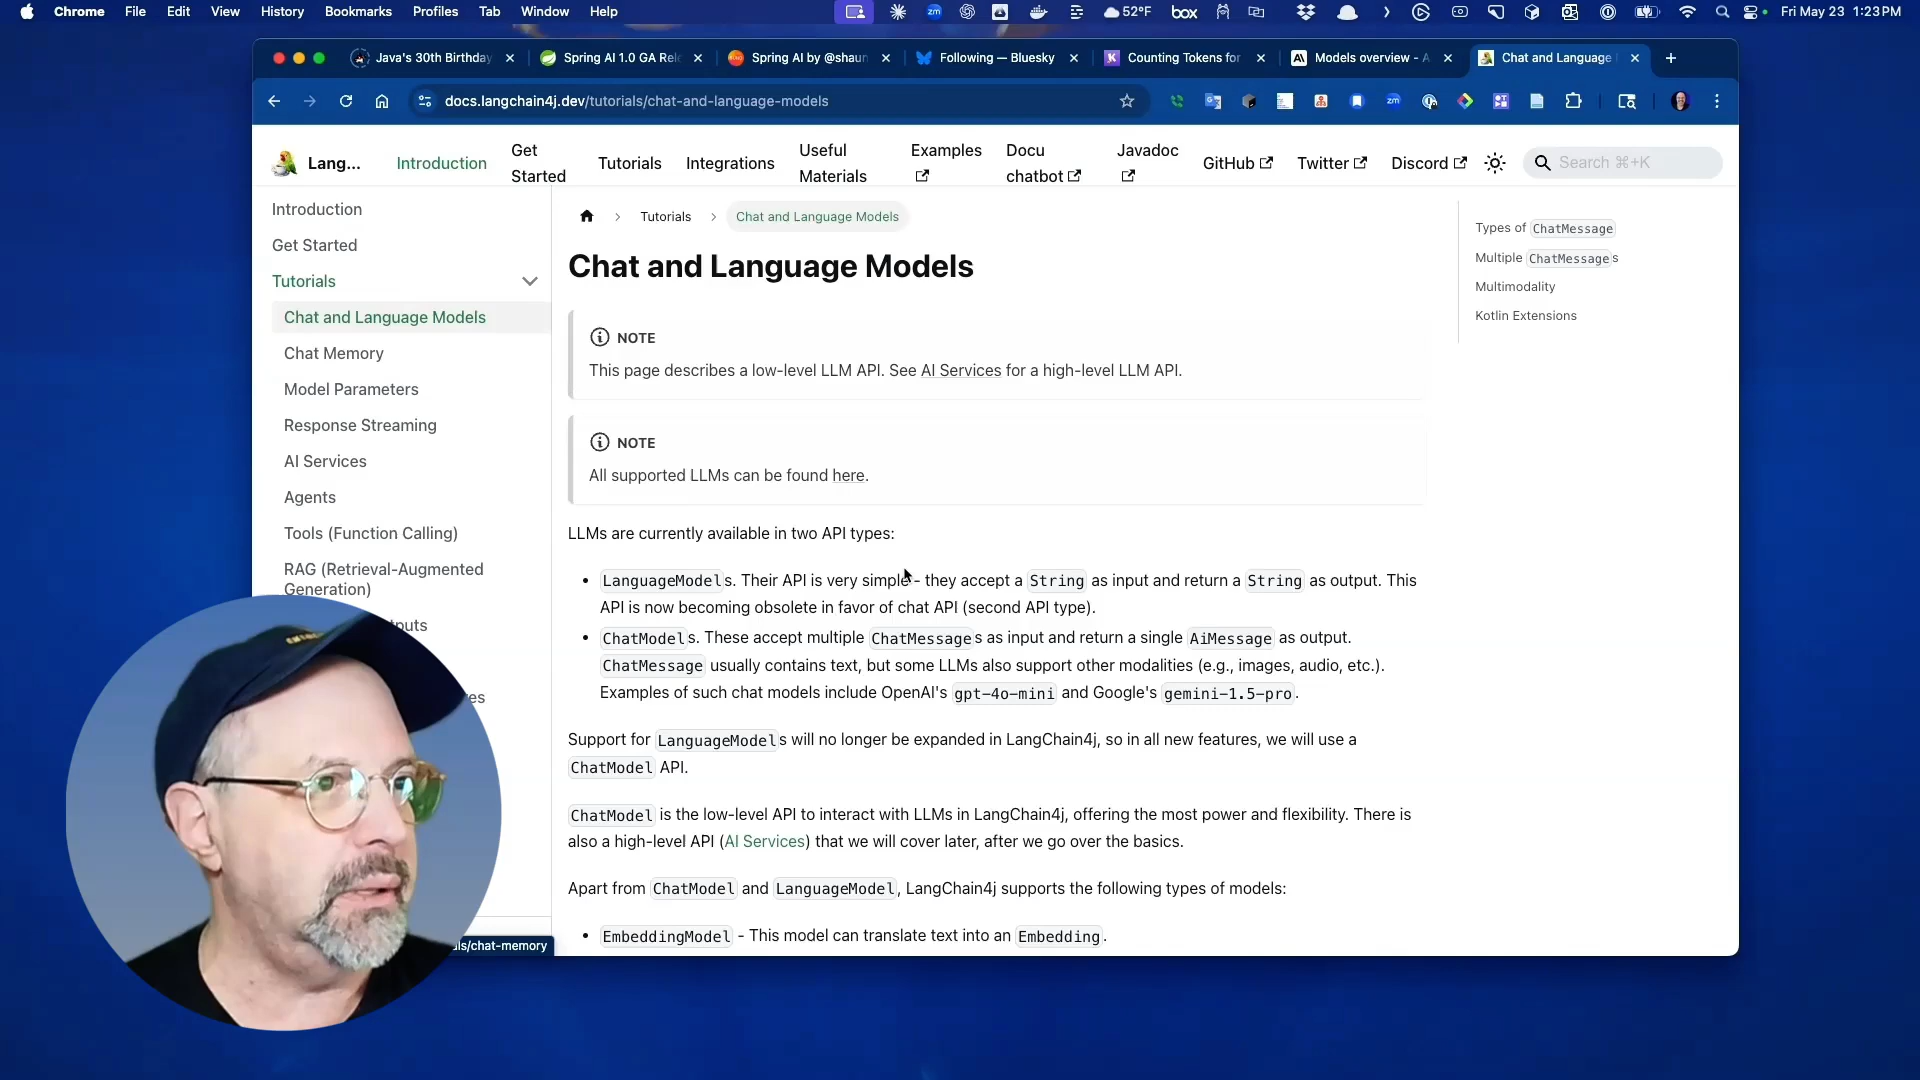 Chrome File Edit View History Bookmarks Profiles Tab Window Help
zm 52°F box Fri May 23 1:23 PM
Java's 30th Birthday
Spring AI 1.0 GA Rele
Spring AI by @shaun
Following — Bluesky
Counting Tokens for
Models overview - A
Chat and Language
docs.langchain4j.dev/tutorials/chat-and-language-models
Lang...
Introduction
Get Started
Tutorials
Integrations
Useful Materials
Examples
Docu chatbot
Javadoc
GitHub
Twitter
Discord
Search ⌘+K
Introduction
Get Started
Tutorials
Chat and Language Models
Chat Memory
Model Parameters
Response Streaming
AI Services
Agents
Tools (Function Calling)
RAG (Retrieval-Augmented
Generation)
puts
es
ls/chat-memory
Tutorials
Chat and Language Models
Chat and Language Models
NOTE
This page describes a low-level LLM API. See AI Services for a high-level LLM API.
NOTE
All supported LLMs can be found here.
LLMs are currently available in two API types:
LanguageModels. Their API is very simple - they accept a String as input and return a String as output. This
API is now becoming obsolete in favor of chat API (second API type).
ChatModels. These accept multiple ChatMessages as input and return a single AiMessage as output.
ChatMessage usually contains text, but some LLMs also support other modalities (e.g., images, audio, etc.).
Examples of such chat models include OpenAI's gpt-4o-mini and Google's gemini-1.5-pro.
Support for LanguageModels will no longer be expanded in LangChain4j, so in all new features, we will use a
ChatModel API.
ChatModel is the low-level API to interact with LLMs in LangChain4j, offering the most power and flexibility. There is
also a high-level API (AI Services) that we will cover later, after we go over the basics.
Apart from ChatModel and LanguageModel, LangChain4j supports the following types of models:
EmbeddingModel - This model can translate text into an Embedding.
Types of ChatMessage
Multiple ChatMessages
Multimodality
Kotlin Extensions